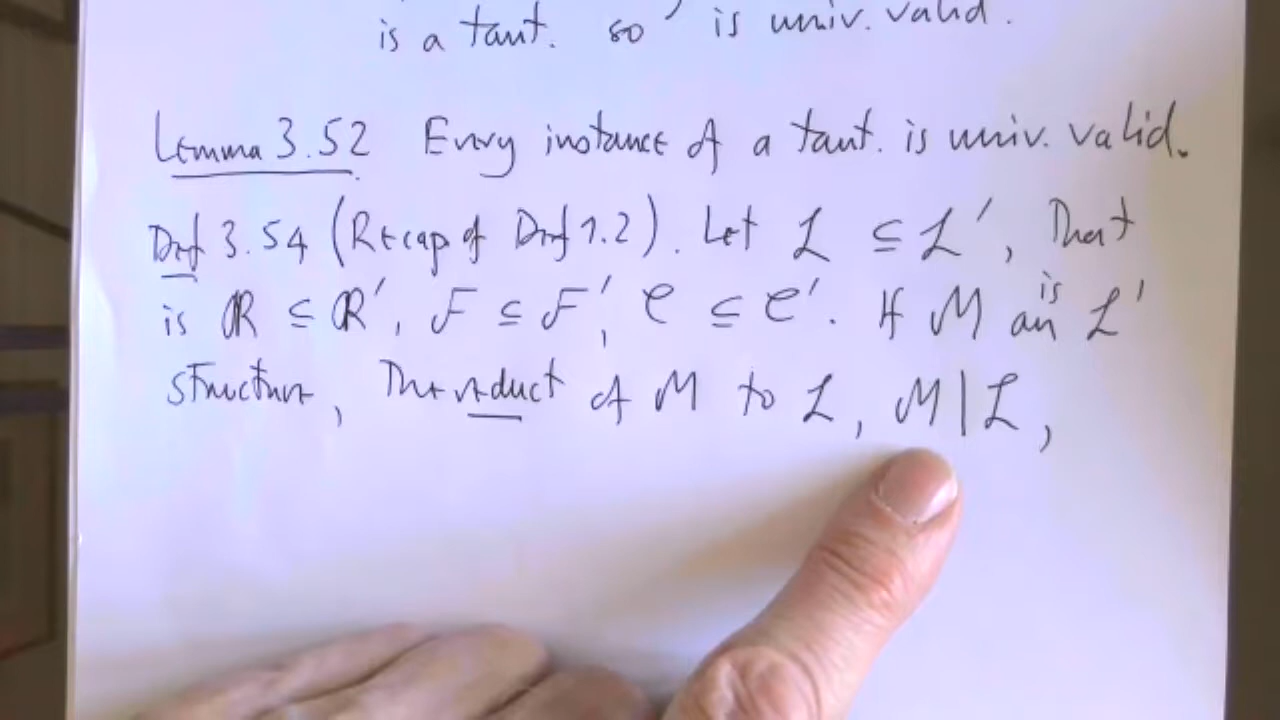 is a taut. so is univ. valid.
Lemma 3.52 Every instance of a taut. is univ. valid.
Def 3.54 (Recap of Def 1.2). Let L ⊆ L', that
is R ⊆ R', F ⊆ F', C ⊆ C'. If M is an L'
structure, the reduct of M to L, M|L,